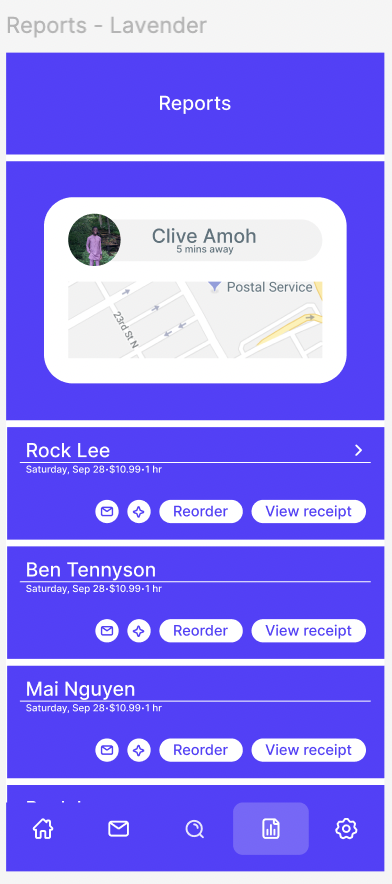 Reports - Lavender
Reports
Clive Amoh
5 mins away
Postal Service
23rd St N
Rock Lee
Saturday, Sep 28•$10.99•1 hr
Reorder
View receipt
Ben Tennyson
Saturday, Sep 28•$10.99•1 hr
Reorder
View receipt
Mai Nguyen
Saturday, Sep 28•$10.99•1 hr
Reorder
View receipt